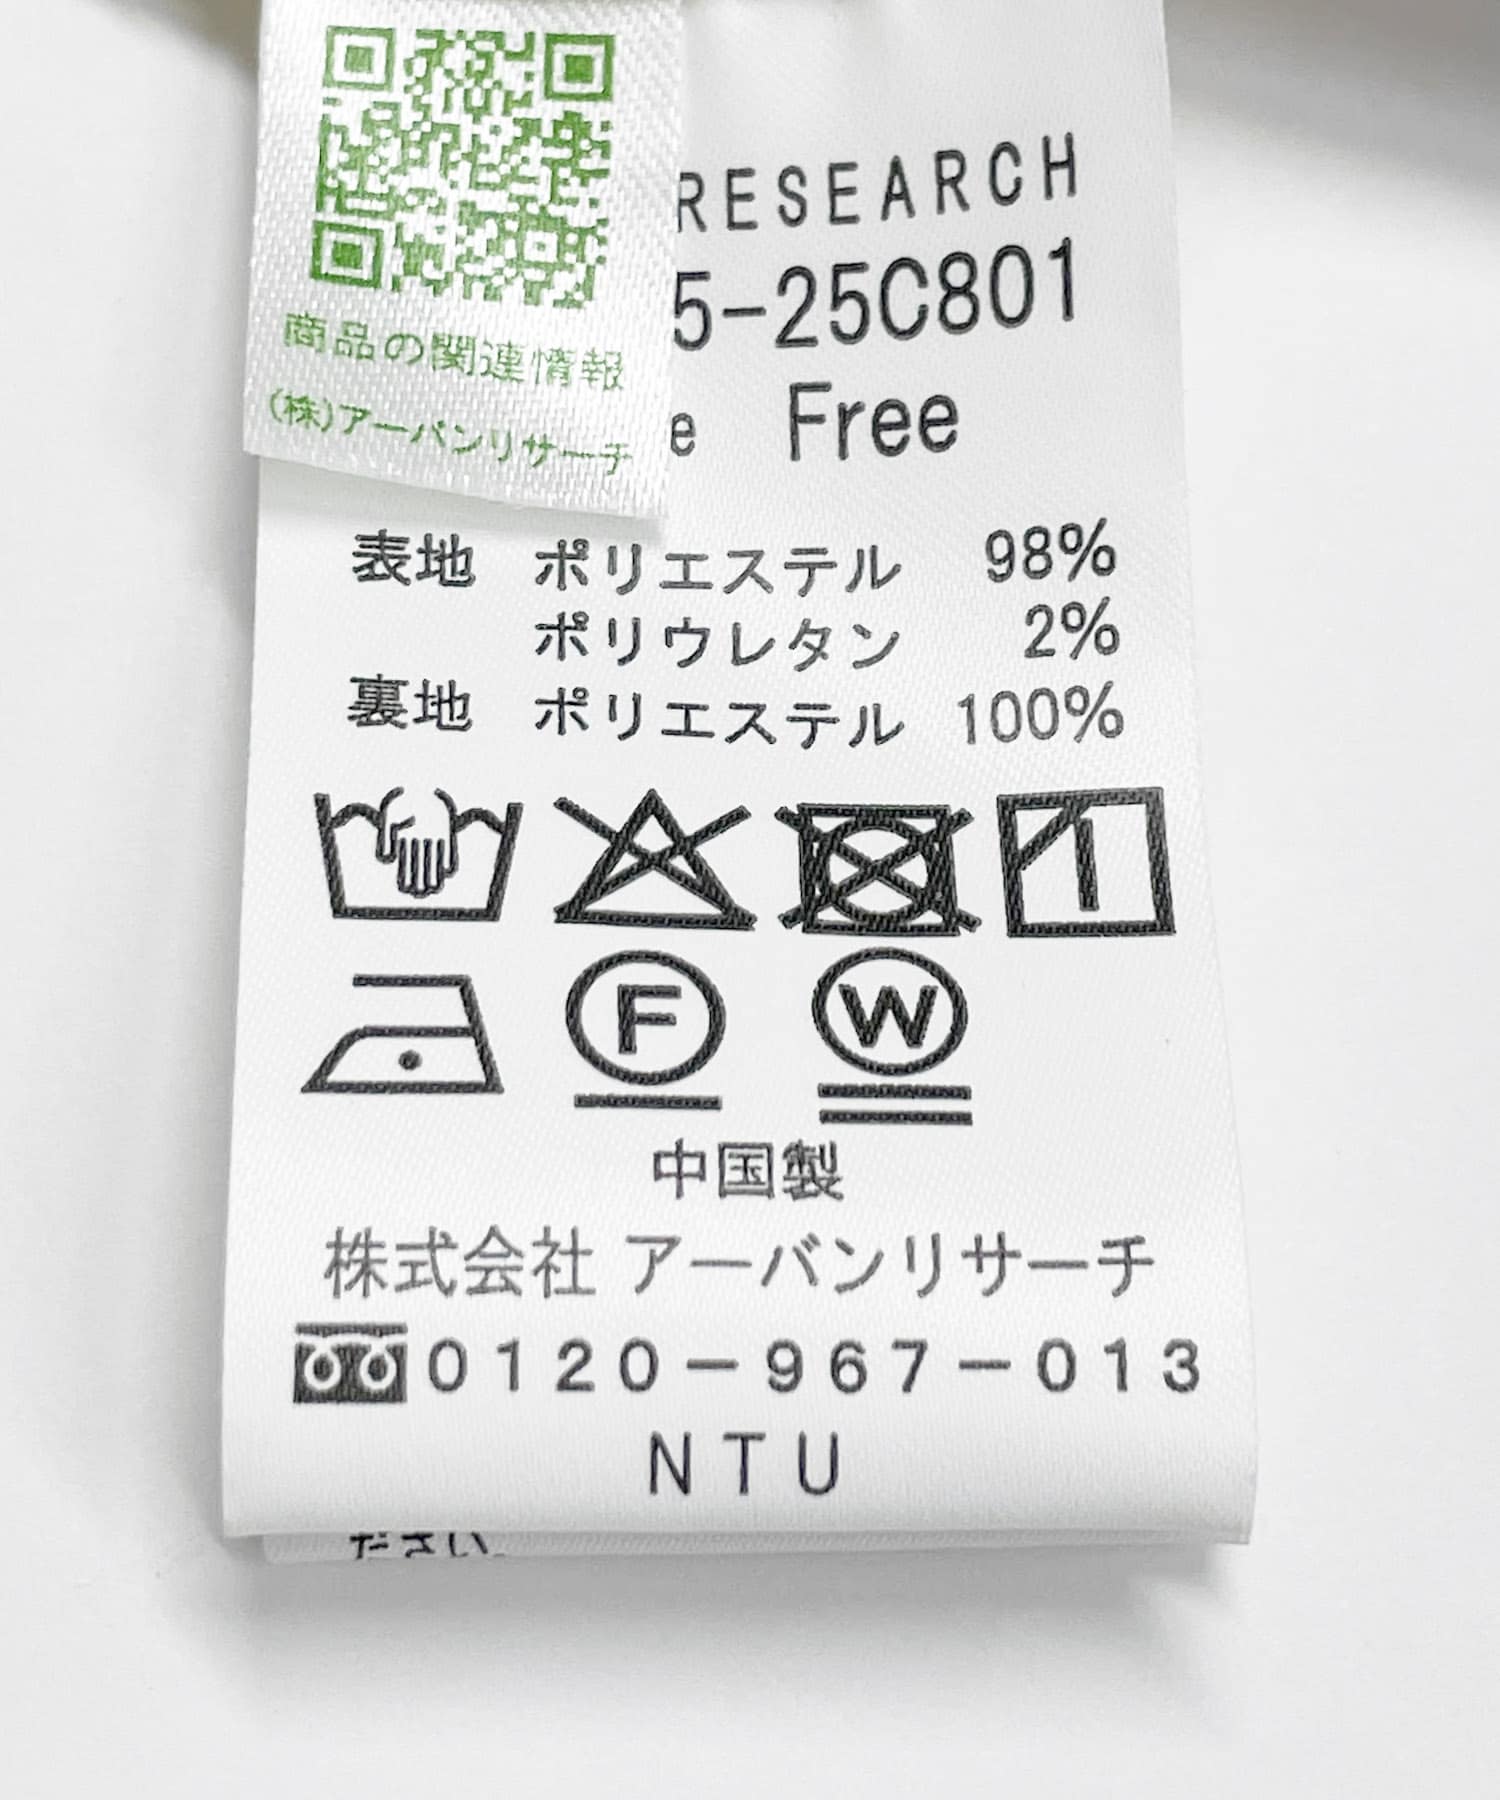 商品の関連情報
(株)アーバンリサーチ
RESEARCH
5-25C801
e Free
表地 ポリエステル 98%
ポリウレタン 2%
裏地 ポリエステル 100%
F W
中国製
株式会社 アーバンリサーチ
0120-967-013
NTU
ださい。